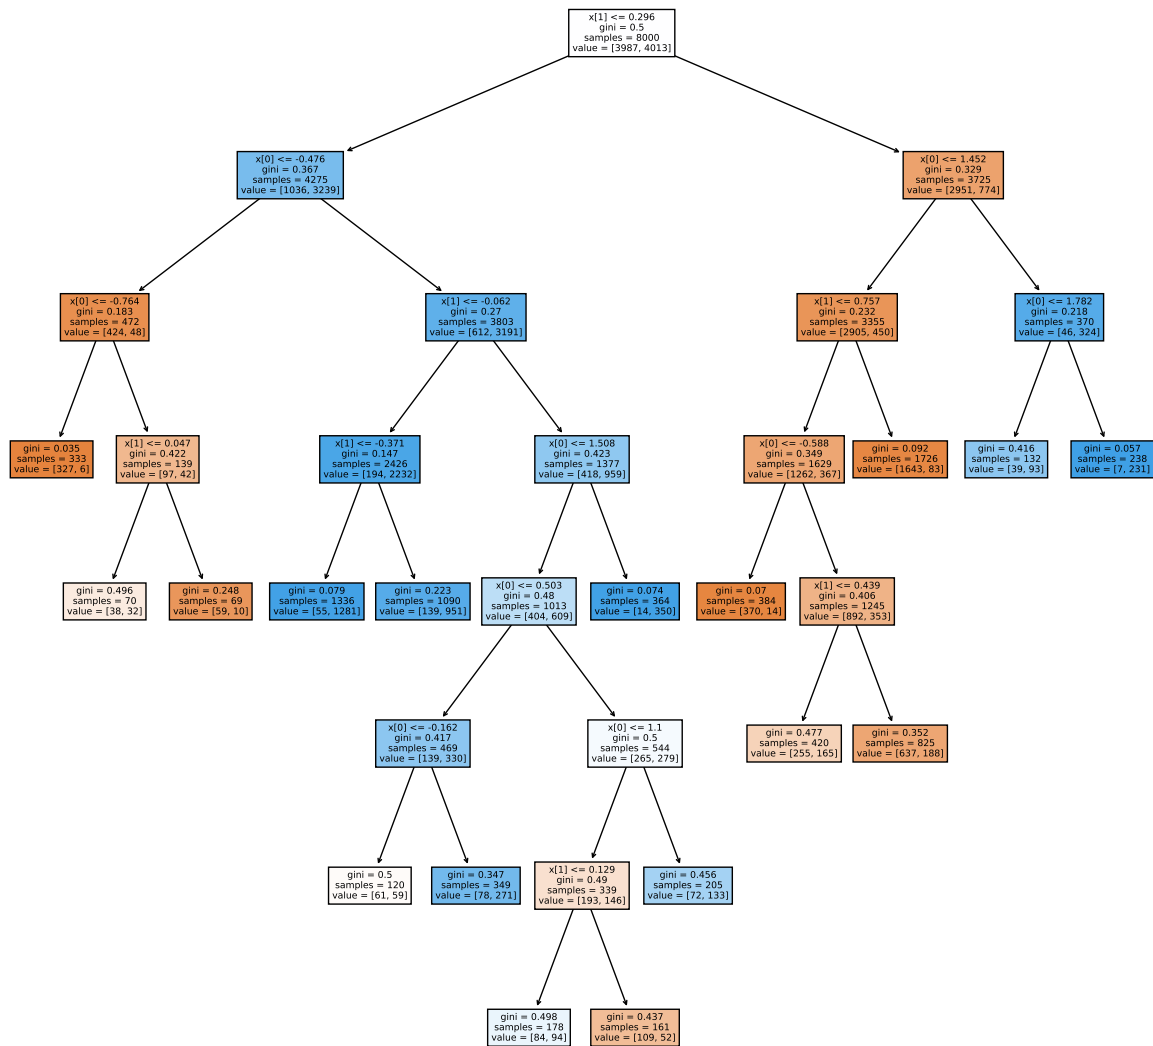 x[1] <= 0.296
gini = 0.5
samples = 8000
value = [3987, 4013]
x[0] <= -0.476
gini = 0.367
samples = 4275
value = [1036, 3239]
x[0] <= 1.452
gini = 0.329
samples = 3725
value = [2951, 774]
x[0] <= -0.764
gini = 0.183
samples = 472
value = [424, 48]
x[1] <= -0.062
gini = 0.27
samples = 3803
value = [612, 3191]
x[1] <= 0.757
gini = 0.232
samples = 3355
value = [2905, 450]
x[0] <= 1.782
gini = 0.218
samples = 370
value = [46, 324]
gini = 0.035
samples = 333
value = [327, 6]
x[1] <= 0.047
gini = 0.422
samples = 139
value = [97, 42]
x[1] <= -0.371
gini = 0.147
samples = 2426
value = [194, 2232]
x[0] <= 1.508
gini = 0.423
samples = 1377
value = [418, 959]
x[0] <= -0.588
gini = 0.349
samples = 1629
value = [1262, 367]
gini = 0.092
samples = 1726
value = [1643, 83]
gini = 0.416
samples = 132
value = [39, 93]
gini = 0.057
samples = 238
value = [7, 231]
gini = 0.496
samples = 70
value = [38, 32]
gini = 0.248
samples = 69
value = [59, 10]
gini = 0.079
samples = 1336
value = [55, 1281]
gini = 0.223
samples = 1090
value = [139, 951]
x[0] <= 0.503
gini = 0.48
samples = 1013
value = [404, 609]
gini = 0.074
samples = 364
value = [14, 350]
gini = 0.07
samples = 384
value = [370, 14]
x[1] <= 0.439
gini = 0.406
samples = 1245
value = [892, 353]
x[0] <= -0.162
gini = 0.417
samples = 469
value = [139, 330]
x[0] <= 1.1
gini = 0.5
samples = 544
value = [265, 279]
gini = 0.477
samples = 420
value = [255, 165]
gini = 0.352
samples = 825
value = [637, 188]
gini = 0.5
samples = 120
value = [61, 59]
gini = 0.347
samples = 349
value = [78, 271]
x[1] <= 0.129
gini = 0.49
samples = 339
value = [193, 146]
gini = 0.456
samples = 205
value = [72, 133]
gini = 0.498
samples = 178
value = [84, 94]
gini = 0.437
samples = 161
value = [109, 52]